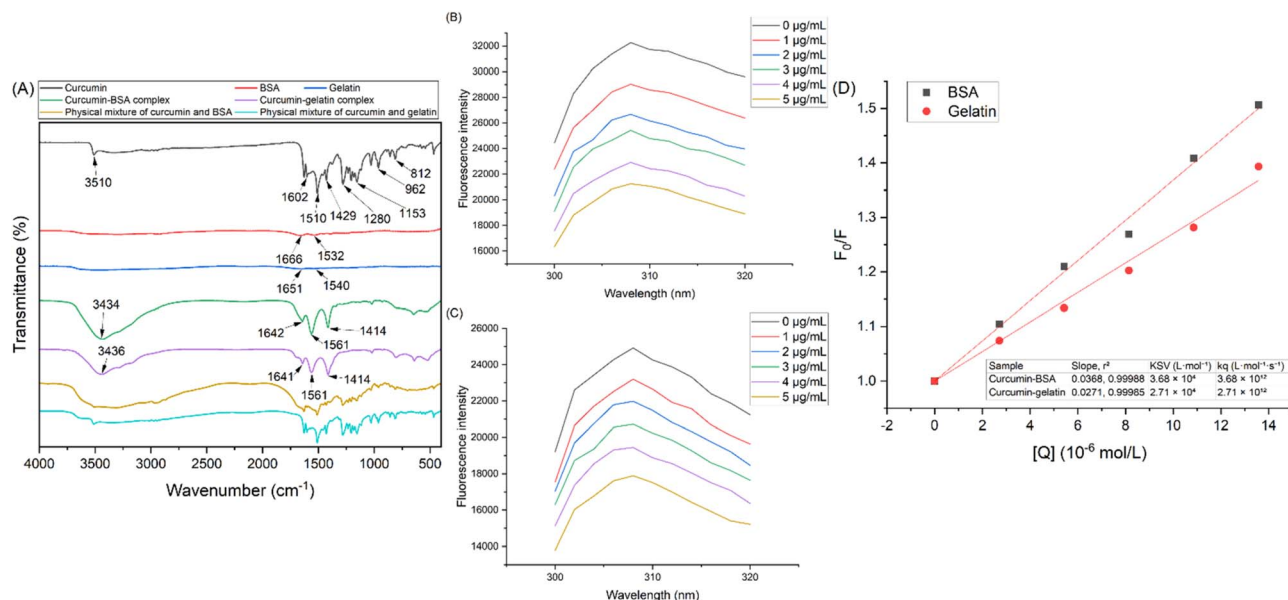 (A)
Curcumin BSA Gelatin
Curcumin-BSA complex Curcumin-gelatin complex
Physical mixture of curcumin and BSA Physical mixture of curcumin and gelatin
Transmittance (%)
3510
1602
1510
1429
1280
1153
962
812
1666
1532
1651
1540
3434
1642
1561
1414
3436
1641
1561
1414
4000 3500 3000 2500 2000 1500 1000 500
Wavenumber (cm⁻¹)
(B)
0 µg/mL
1 µg/mL
2 µg/mL
3 µg/mL
4 µg/mL
5 µg/mL
Fluorescence intensity
32000
30000
28000
26000
24000
22000
20000
18000
16000
300 310 320
Wavelength (nm)
(C)
0 µg/mL
1 µg/mL
2 µg/mL
3 µg/mL
4 µg/mL
5 µg/mL
Fluorescence intensity
26000
24000
22000
20000
18000
16000
14000
300 310 320
Wavelength (nm)
(D)
BSA
Gelatin
F₀/F
1.5
1.4
1.3
1.2
1.1
1.0
Sample Slope, r² KSV (L·mol⁻¹) kq (L·mol⁻¹·s⁻¹)
Curcumin-BSA 0.0368, 0.99988 3.68 × 10⁴ 3.68 × 10¹²
Curcumin-gelatin 0.0271, 0.99985 2.71 × 10⁴ 2.71 × 10¹²
0 2 4 6 8 10 12 14
[Q] (10⁻⁶ mol/L)